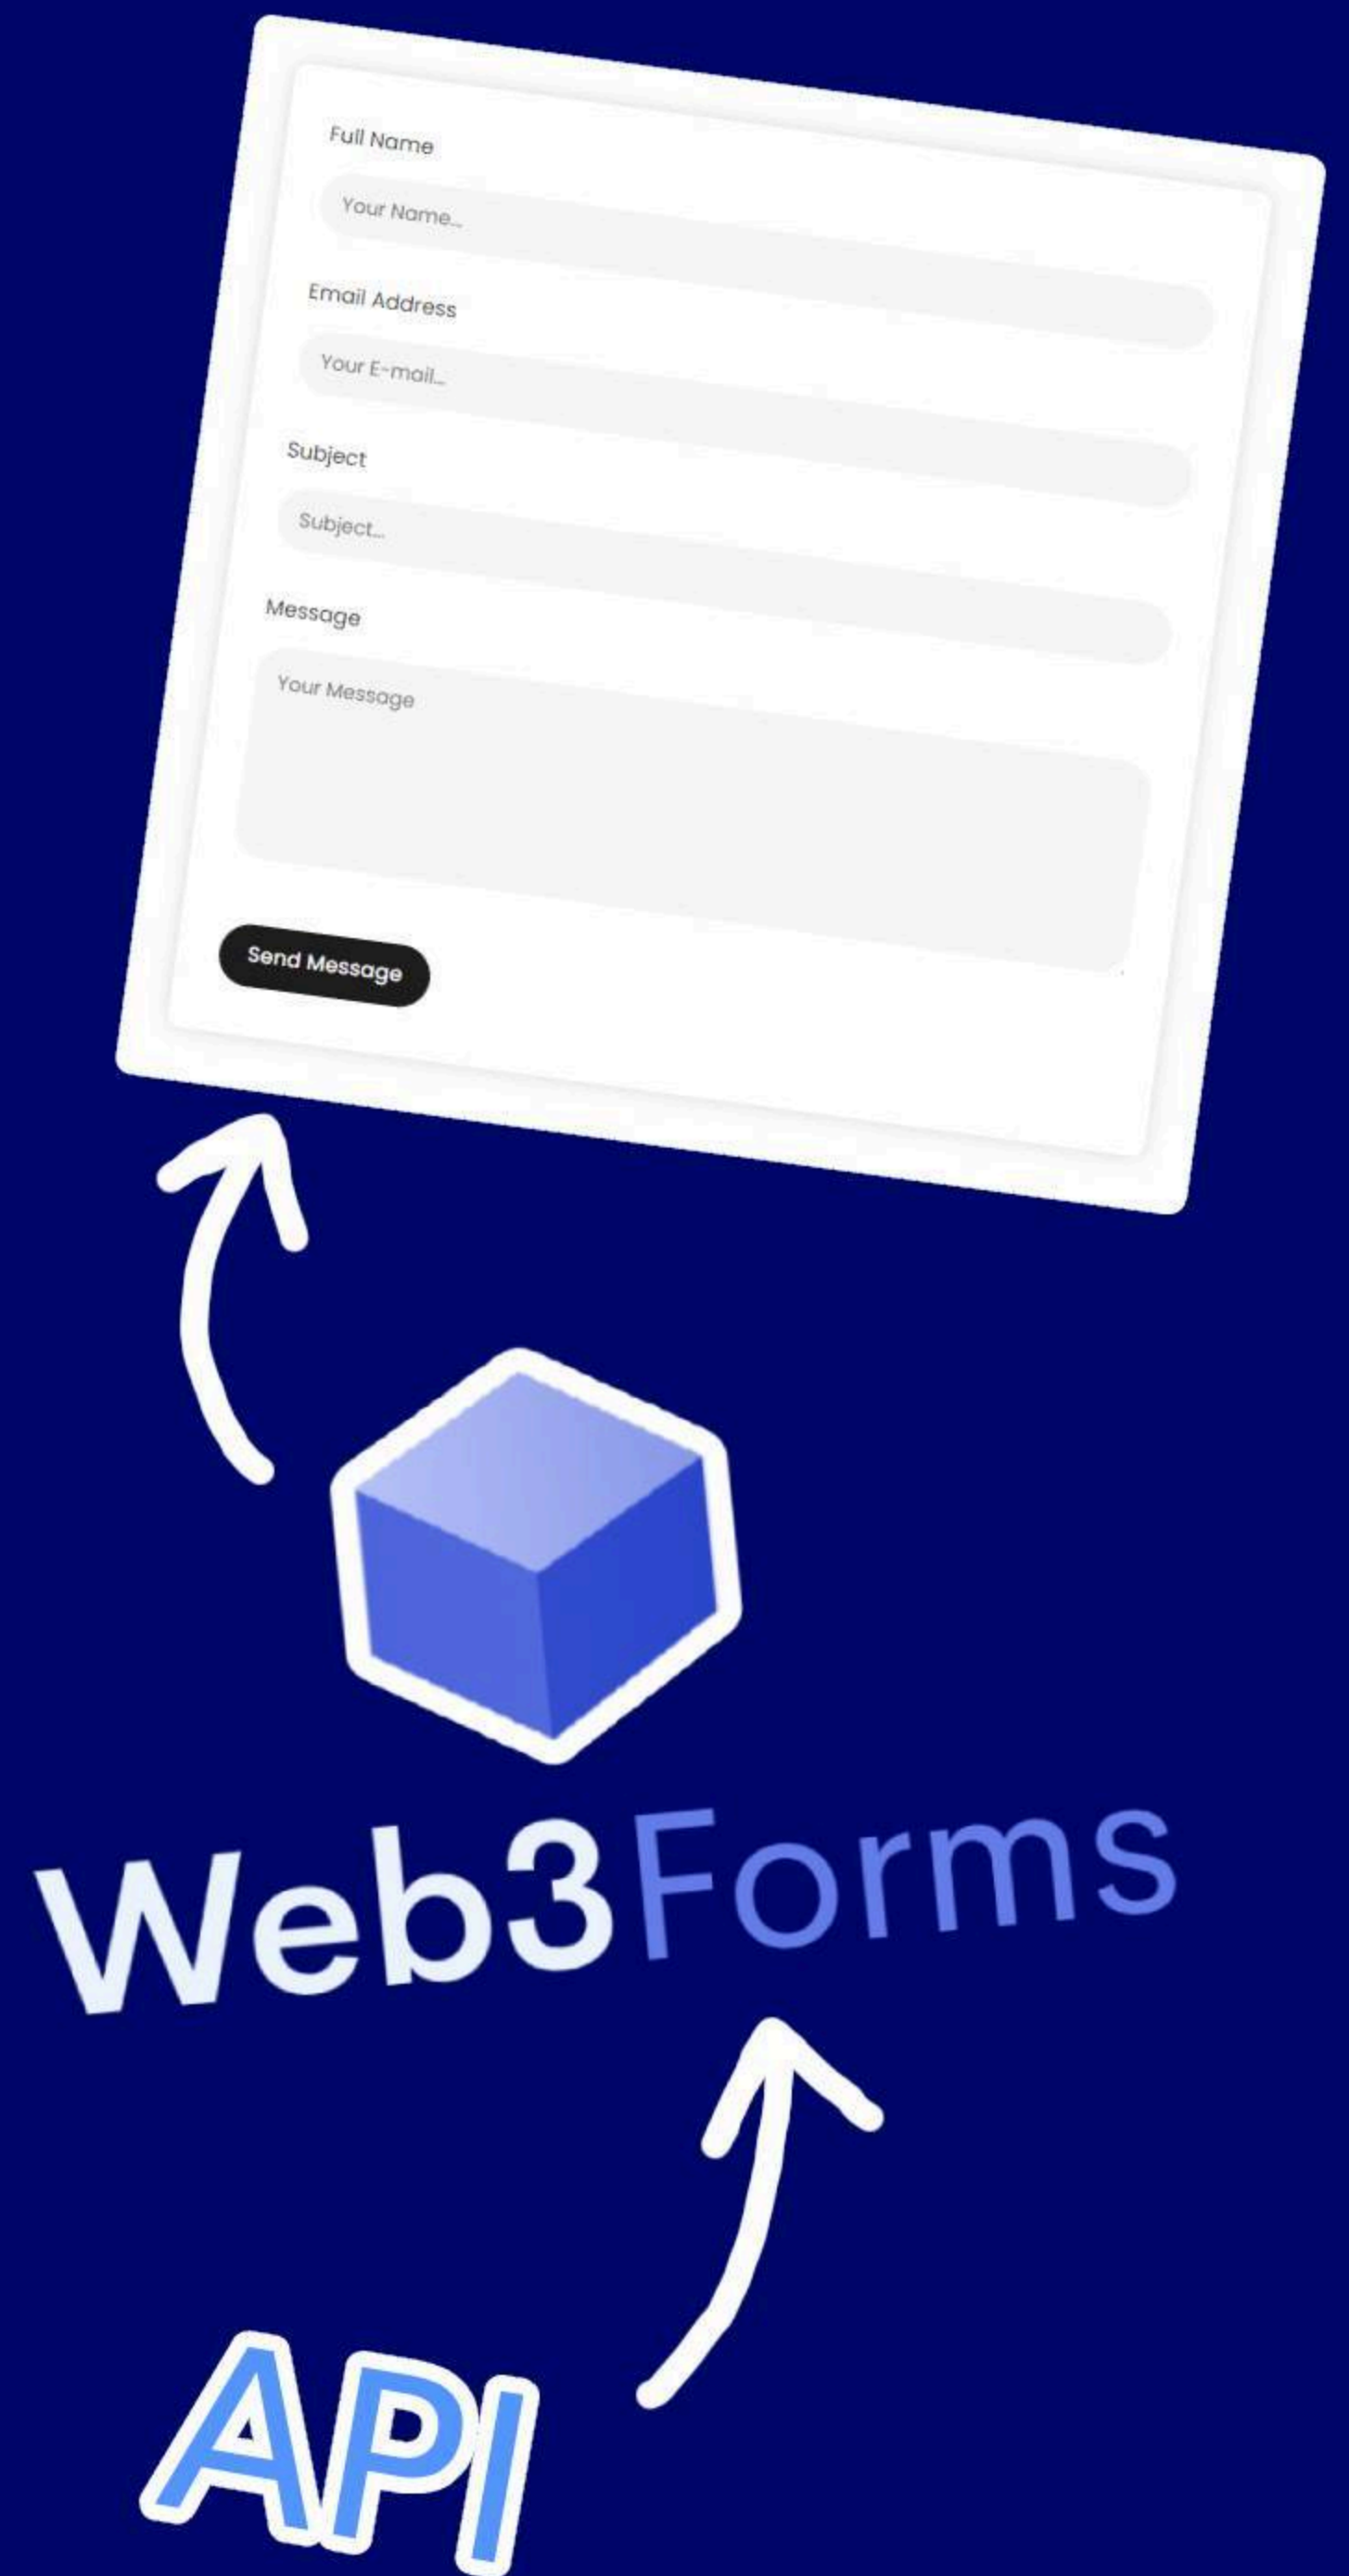 Full Name
Your Name...
Email Address
Your E-mail...
Subject
Subject...
Message
Your Message
Send Message
Web3Forms
API